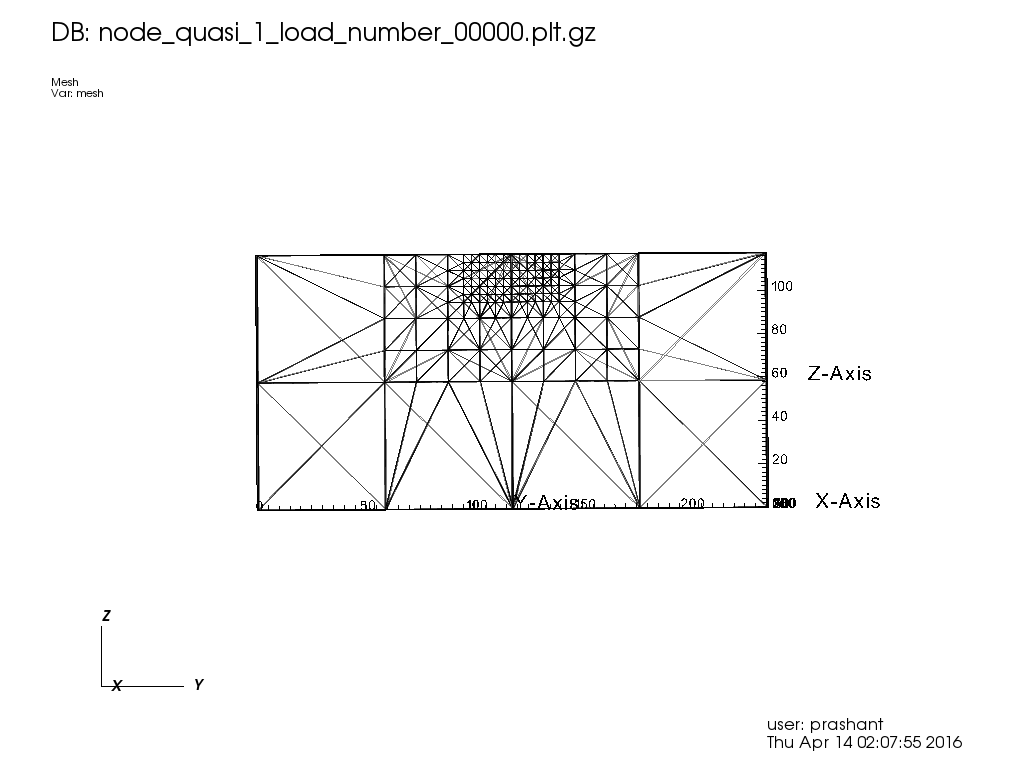 DB: node_quasi_1_load_number_00000.plt.gz
Mesh
Var: mesh
100
80
60 Z-Axis
40
20
0 50 100 Y-Axis 150 200 X-Axis
Z
X Y
user: prashant
Thu Apr 14 02:07:55 2016